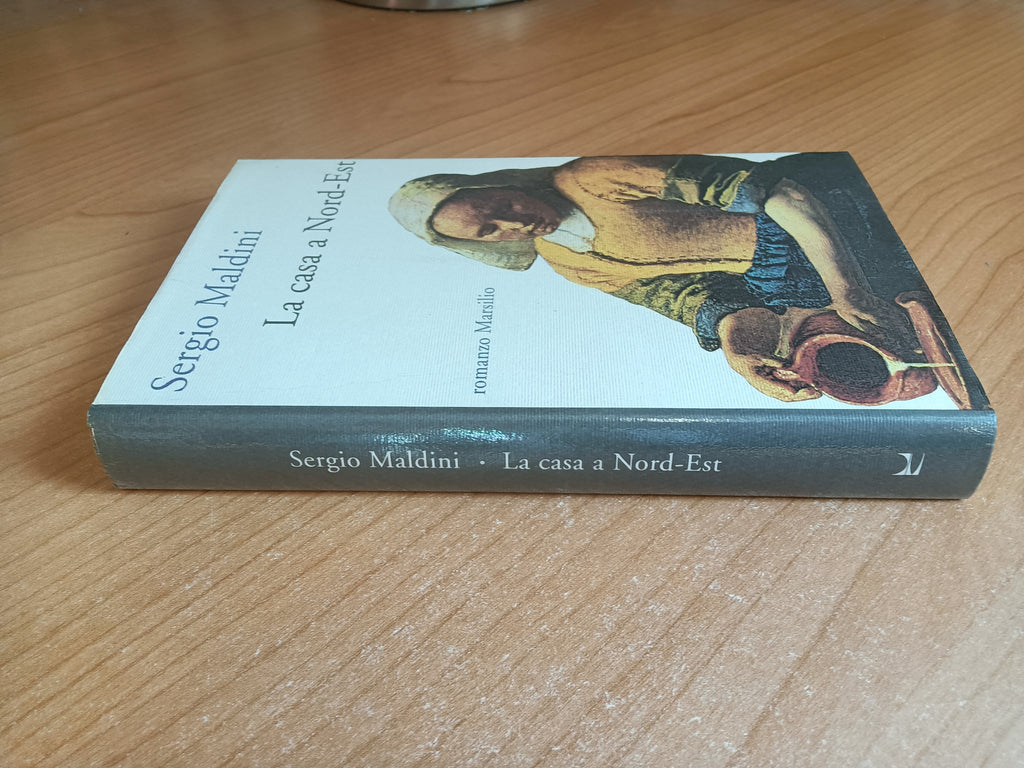 Sergio Maldini
La casa a Nord-Est
romanzo Marsilio
Sergio Maldini · La casa a Nord-Est